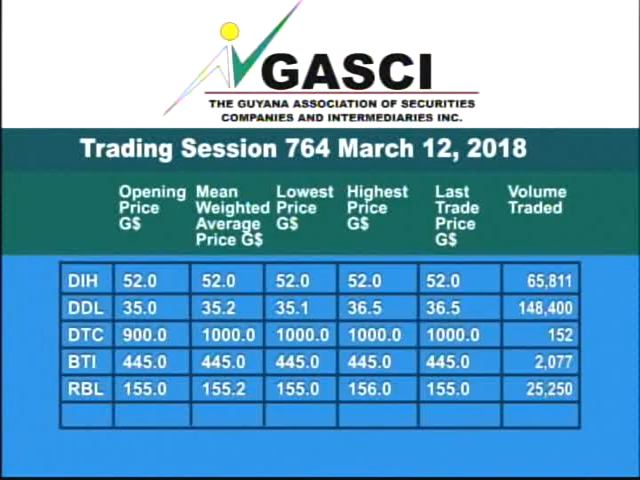 GASCI
THE GUYANA ASSOCIATION OF SECURITIES
COMPANIES AND INTERMEDIARIES INC.
Trading Session 764 March 12, 2018
Opening Price G$ Mean Weighted Average Price G$ Lowest Price G$ Highest Price G$ Last Trade Price G$ Volume Traded
DIH 52.0 52.0 52.0 52.0 52.0 65,811
DDL 35.0 35.2 35.1 36.5 36.5 148,400
DTC 900.0 1000.0 1000.0 1000.0 1000.0 152
BTI 445.0 445.0 445.0 445.0 445.0 2,077
RBL 155.0 155.2 155.0 156.0 155.0 25,250